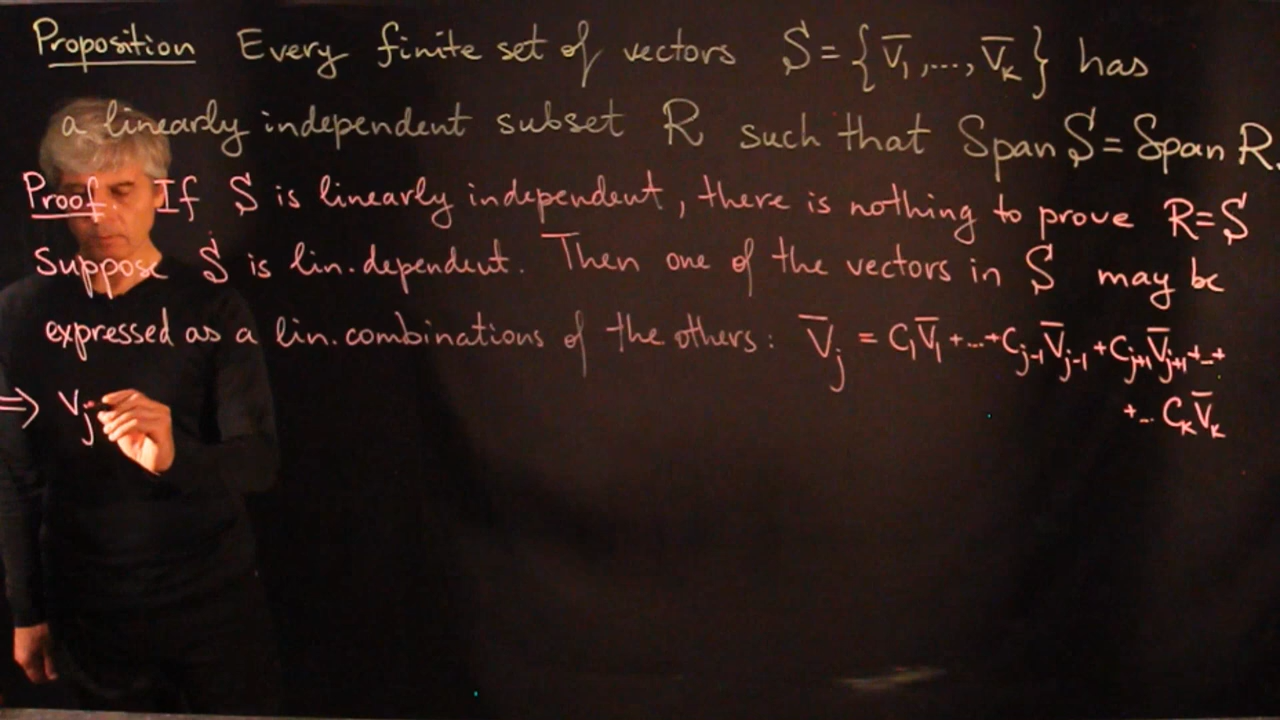 Proposition Every finite set of vectors S = { v̄₁, ..., v̄ₖ } has
a linearly independent subset R such that Span S = Span R.
Proof If S is linearly independent, there is nothing to prove R = S
Suppose S is lin. dependent. Then one of the vectors in S may be
expressed as a lin. combinations of the others: v̄ⱼ = C₁v̄₁ + ... + Cⱼ₋₁v̄ⱼ₋₁ + Cⱼ₊₁v̄ⱼ₊₁ + ... +
+ ... Cₖv̄ₖ
⇒ vⱼ